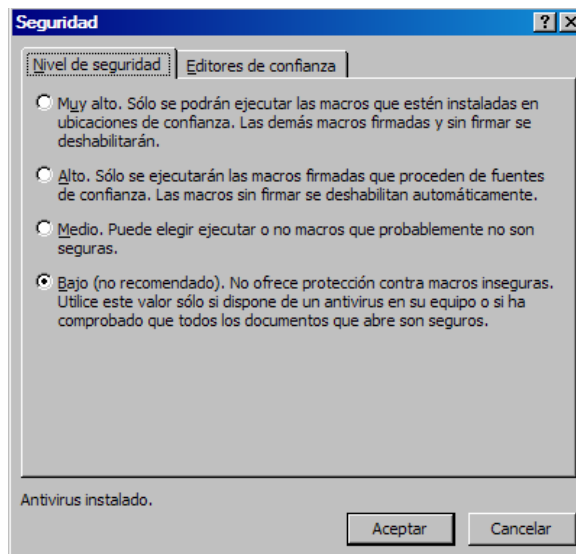 Seguridad
Nivel de seguridad
Editores de confianza
Muy alto. Sólo se podrán ejecutar las macros que estén instaladas en
ubicaciones de confianza. Las demás macros firmadas y sin firmar se
deshabilitarán.
Alto. Sólo se ejecutarán las macros firmadas que proceden de fuentes
de confianza. Las macros sin firmar se deshabilitan automáticamente.
Medio. Puede elegir ejecutar o no macros que probablemente no son
seguras.
Bajo (no recomendado). No ofrece protección contra macros inseguras.
Utilice este valor sólo si dispone de un antivirus en su equipo o si ha
comprobado que todos los documentos que abre son seguros.
Antivirus instalado.
Aceptar
Cancelar